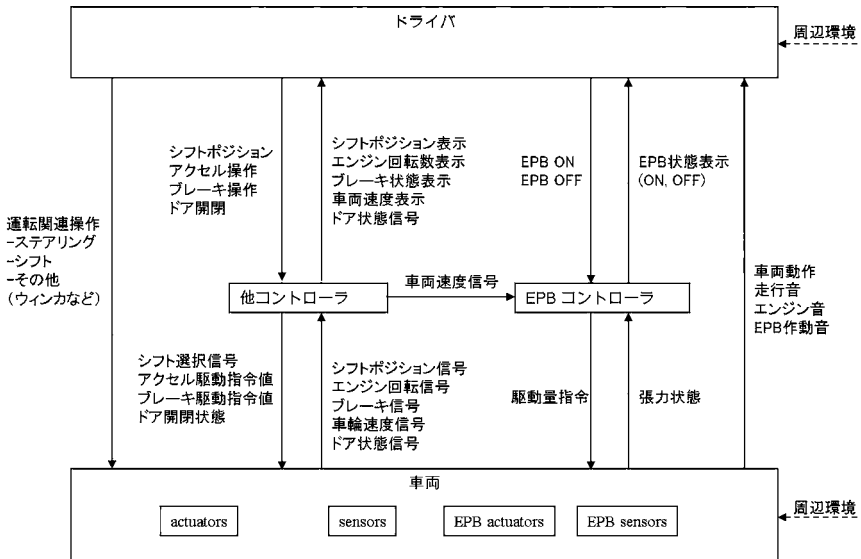 ドライバ
周辺環境
シフトポジション
アクセル操作
ブレーキ操作
ドア開閉
シフトポジション表示
エンジン回転数表示
ブレーキ状態表示
車両速度表示
ドア状態信号
EPB ON
EPB OFF
EPB状態表示
(ON, OFF)
運転関連操作
-ステアリング
-シフト
-その他
(ウィンカなど)
他コントローラ
車両速度信号
EPB コントローラ
車両動作
走行音
エンジン音
EPB作動音
シフト選択信号
アクセル駆動指令値
ブレーキ駆動指令値
ドア開閉状態
シフトポジション信号
エンジン回転信号
ブレーキ信号
車輪速度信号
ドア状態信号
駆動量指令
張力状態
車両
actuators
sensors
EPB actuators
EPB sensors
周辺環境